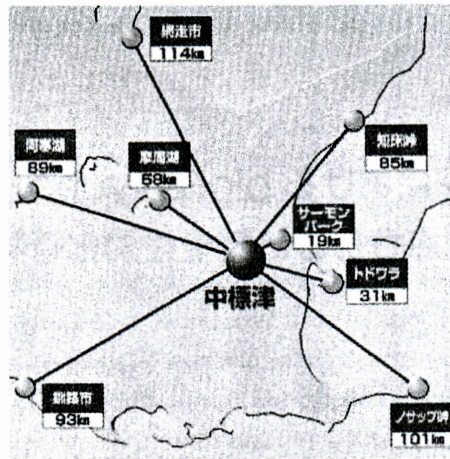 網走市
114km
知床峠
85km
阿寒湖
89km
摩周湖
68km
サーモン
パーク
19km
トドワラ
31km
中標津
釧路市
93km
ノサップ岬
101km